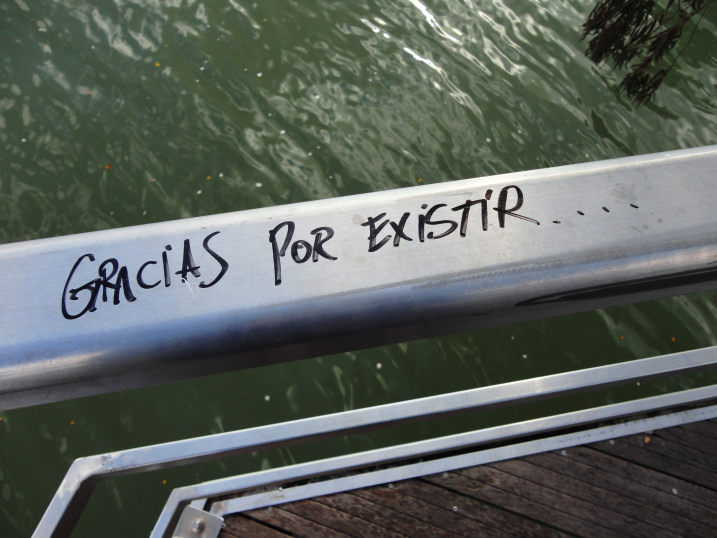 GRACIAS POR EXISTIR.....